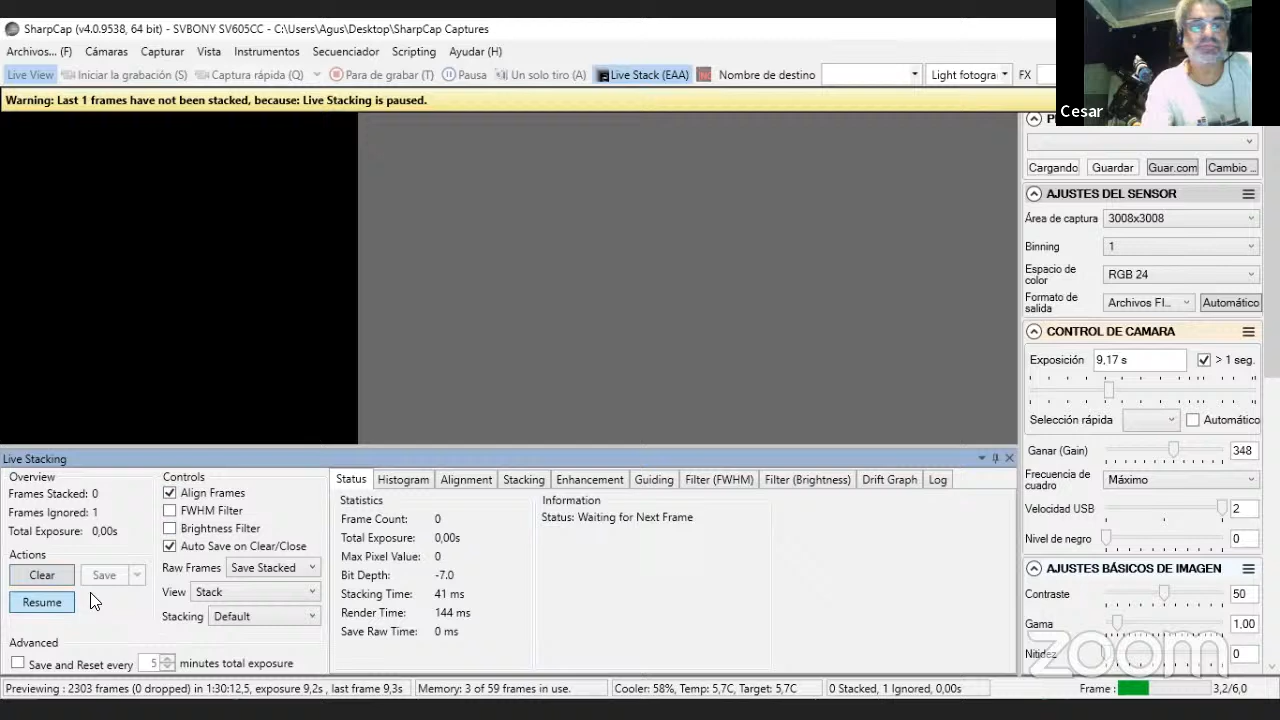 SharpCap (v4.0.9538, 64 bit) - SVBONY SV605CC - C:\Users\Agus\Desktop\SharpCap Captures
Archivos... (F) Cámaras Capturar Vista Instrumentos Secuenciador Scripting Ayuda (H)
Live View Iniciar la grabación (S) Captura rápida (Q) Para de grabar (T) Pausa Un solo tiro (A) Live Stack (EAA) Nombre de destino Light fotogra FX
Cesar
Warning: Last 1 frames have not been stacked, because: Live Stacking is paused.
Cargando Guardar Guar.com Cambio ...
AJUSTES DEL SENSOR
Área de captura 3008x3008
Binning 1
Espacio de color RGB 24
Formato de salida Archivos FI... Automático
CONTROL DE CAMARA
Exposición 9,17 s > 1 seg.
Selección rápida Automático
Ganar (Gain) 348
Frecuencia de cuadro Máximo
Velocidad USB 2
Nivel de negro 0
AJUSTES BÁSICOS DE IMAGEN
Contraste 50
Gama 1,00
Nitidez 0
Live Stacking
Overview
Frames Stacked: 0
Frames Ignored: 1
Total Exposure: 0,00s
Actions
Clear Save
Resume
Advanced
Save and Reset every 5 minutes total exposure
Controls
Align Frames
FWHM Filter
Brightness Filter
Auto Save on Clear/Close
Raw Frames Save Stacked
View Stack
Stacking Default
Status Histogram Alignment Stacking Enhancement Guiding Filter (FWHM) Filter (Brightness) Drift Graph Log
Statistics
Frame Count: 0
Total Exposure: 0,00s
Max Pixel Value: 0
Bit Depth: -7.0
Stacking Time: 41 ms
Render Time: 144 ms
Save Raw Time: 0 ms
Information
Status: Waiting for Next Frame
zoom
Previewing : 2303 frames (0 dropped) in 1:30:12,5, exposure 9,2s , last frame 9,3s Memory: 3 of 59 frames in use. Cooler: 58%, Temp: 5,7C, Target: 5,7C 0 Stacked, 1 Ignored, 0,00s Frame : 3,2/6,0